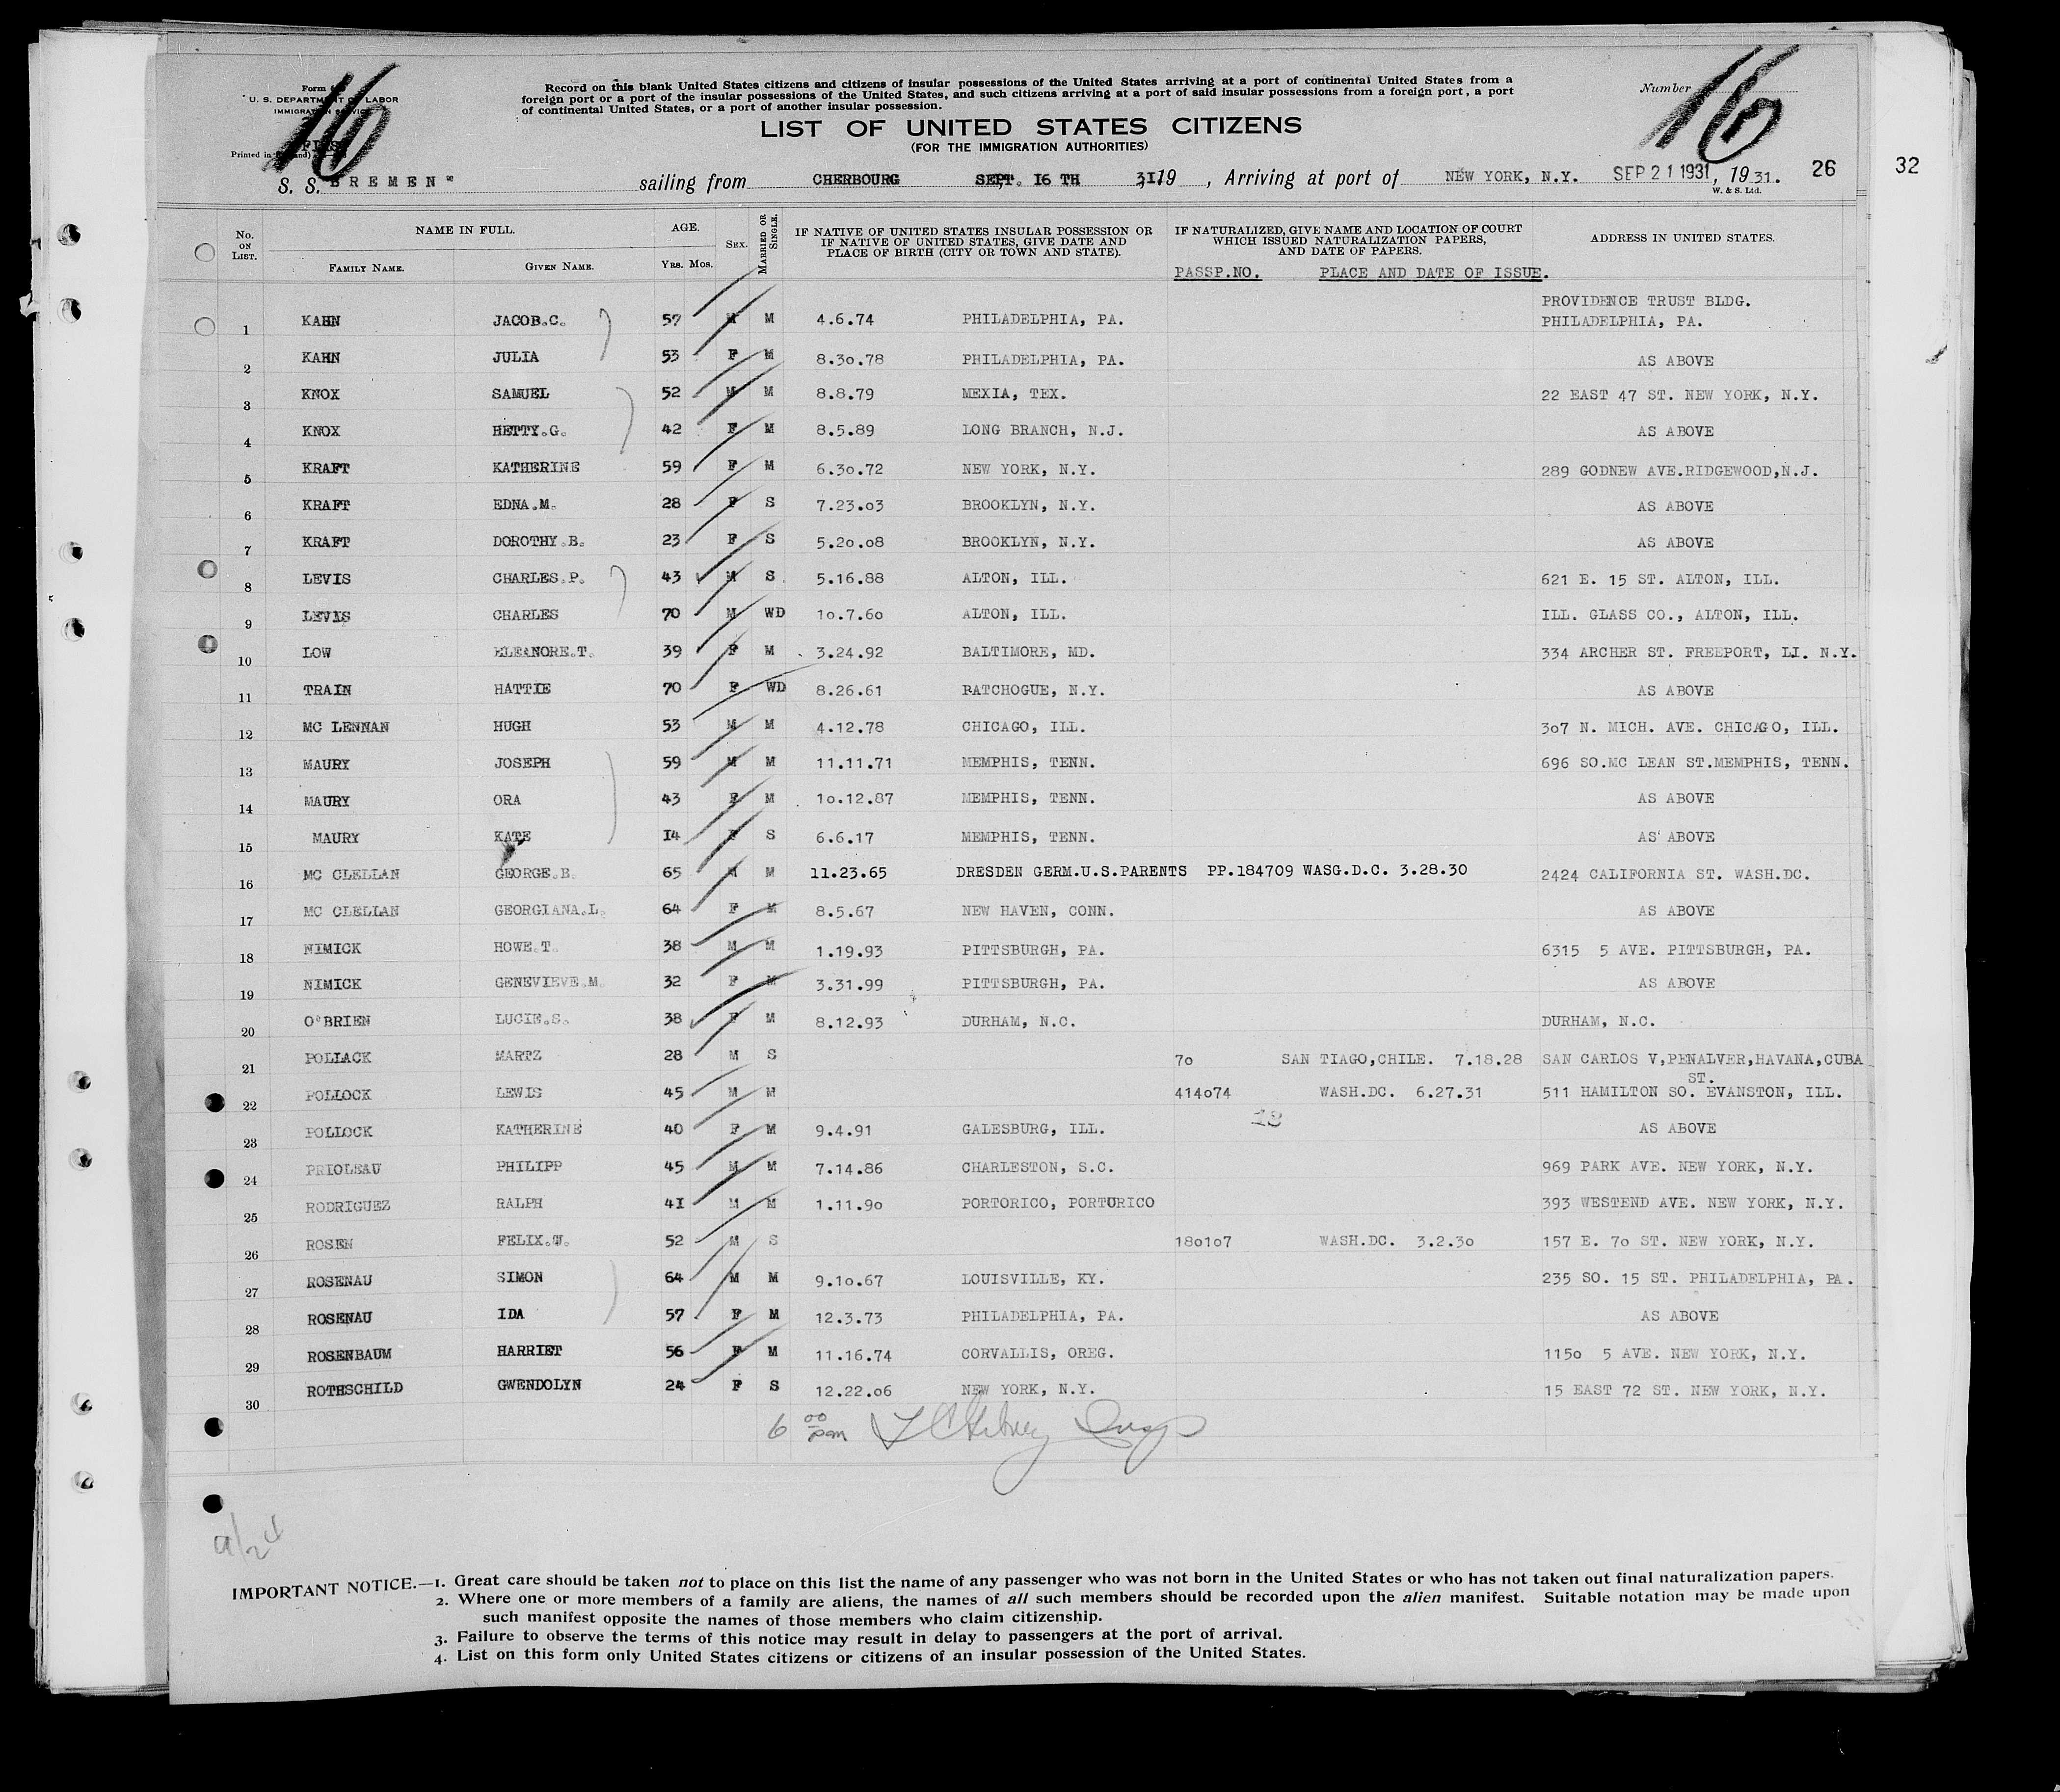 16
16
Form
U. S. DEPARTMENT OF LABOR
IMMIGRATION SERVICE
FIRST
Printed in
Record on this blank United States citizens and citizens of insular possessions of the United States arriving at a port of continental United States from a
foreign port or a port of the insular possessions of the United States, and such citizens arriving at a port of said insular possessions from a foreign port, a port
of continental United States, or a port of another insular possession.
Number
LIST OF UNITED STATES CITIZENS
(FOR THE IMMIGRATION AUTHORITIES)
S. S. BREMEN" sailing from CHERBOURG SEPT. 16 TH 31.19 , Arriving at port of NEW YORK, N.Y. SEP 21 1931, 1931. 26 32
W. & S. Ltd.
No. ON LIST. NAME IN FULL. FAMILY NAME. GIVEN NAME. AGE. YRS. MOS. SEX. MARRIED OR SINGLE. IF NATIVE OF UNITED STATES INSULAR POSSESSION OR IF NATIVE OF UNITED STATES, GIVE DATE AND PLACE OF BIRTH (CITY OR TOWN AND STATE). IF NATURALIZED, GIVE NAME AND LOCATION OF COURT WHICH ISSUED NATURALIZATION PAPERS, AND DATE OF PAPERS. ADDRESS IN UNITED STATES.
PASSP.NO. PLACE AND DATE OF ISSUE.
PROVIDENCE TRUST BLDG.
1 KAHN JACOB.C. 57 M M 4.6.74 PHILADELPHIA, PA. PHILADELPHIA, PA.
2 KAHN JULIA 53 F M 8.30.78 PHILADELPHIA, PA. AS ABOVE
3 KNOX SAMUEL 52 M M 8.8.79 MEXIA, TEX. 22 EAST 47 ST. NEW YORK, N.Y.
4 KNOX HETTY.G. 42 F M 8.5.89 LONG BRANCH, N.J. AS ABOVE
5 KRAFT KATHERINE 59 F M 6.30.72 NEW YORK, N.Y. 289 GODNEW AVE.RIDGEWOOD,N.J.
6 KRAFT EDNA.M. 28 F S 7.23.03 BROOKLYN, N.Y. AS ABOVE
7 KRAFT DOROTHY.B. 23 F S 5.20.08 BROOKLYN, N.Y. AS ABOVE
8 LEVIS CHARLES.P. 43 M S 5.16.88 ALTON, ILL. 621 E. 15 ST. ALTON, ILL.
9 LEVIS CHARLES 70 M WD 10.7.60 ALTON, ILL. ILL. GLASS CO., ALTON, ILL.
10 LOW ELEANORE.T. 39 F M 3.24.92 BALTIMORE, MD. 334 ARCHER ST. FREEPORT, LI. N.Y.
11 TRAIN HATTIE 70 F WD 8.26.61 PATCHOGUE, N.Y. AS ABOVE
12 MC LENNAN HUGH 53 M M 4.12.78 CHICAGO, ILL. 307 N. MICH. AVE. CHICAGO, ILL.
13 MAURY JOSEPH 59 M M 11.11.71 MEMPHIS, TENN. 696 SO.MC LEAN ST.MEMPHIS, TENN.
14 MAURY ORA 43 F M 10.12.87 MEMPHIS, TENN. AS ABOVE
15 MAURY KATE 14 F S 6.6.17 MEMPHIS, TENN. AS ABOVE
16 MC CLELLAN GEORGE.B. 65 M M 11.23.65 DRESDEN GERM.U.S.PARENTS PP.184709 WASG.D.C. 3.28.30 2424 CALIFORNIA ST. WASH.DC.
17 MC CLELLAN GEORGIANA.L. 64 F M 8.5.67 NEW HAVEN, CONN. AS ABOVE
18 NIMICK HOWE.T. 38 M M 1.19.93 PITTSBURGH, PA. 6315 5 AVE. PITTSBURGH, PA.
19 NIMICK GENEVIEVE.M. 32 F M 3.31.99 PITTSBURGH, PA. AS ABOVE
20 O'BRIEN LUCIE.S. 38 F M 8.12.93 DURHAM, N.C. DURHAM, N.C.
21 POLLACK MARTZ 28 M S 70 SAN TIAGO,CHILE. 7.18.28 SAN CARLOS V,PENALVER,HAVANA,CUBA
ST.
22 POLLOCK LEWIS 45 M M 414074 WASH.DC. 6.27.31 511 HAMILTON SO. EVANSTON, ILL.
23 POLLOCK KATHERINE 40 F M 9.4.91 GALESBURG, ILL. AS ABOVE
24 PRIOLEAU PHILIPP 45 M M 7.14.86 CHARLESTON, S.C. 969 PARK AVE. NEW YORK, N.Y.
25 RODRIGUEZ RALPH 41 M M 1.11.90 PORTORICO, PORTURICO 393 WESTEND AVE. NEW YORK, N.Y.
26 ROSEN FELIX.T. 52 M S 180107 WASH.DC. 3.2.30 157 E. 70 ST. NEW YORK, N.Y.
27 ROSENAU SIMON 64 M M 9.10.67 LOUISVILLE, KY. 235 SO. 15 ST. PHILADELPHIA, PA.
28 ROSENAU IDA 57 F M 12.3.73 PHILADELPHIA, PA. AS ABOVE
29 ROSENBAUM HARRIET 56 F M 11.16.74 CORVALLIS, OREG. 1150 5 AVE. NEW YORK, N.Y.
30 ROTHSCHILD GWENDOLYN 24 F S 12.22.06 NEW YORK, N.Y. 15 EAST 72 ST. NEW YORK, N.Y.
6 00 pm
9/24
IMPORTANT NOTICE.—1. Great care should be taken not to place on this list the name of any passenger who was not born in the United States or who has not taken out final naturalization papers.
2. Where one or more members of a family are aliens, the names of all such members should be recorded upon the alien manifest. Suitable notation may be made upon
such manifest opposite the names of those members who claim citizenship.
3. Failure to observe the terms of this notice may result in delay to passengers at the port of arrival.
4. List on this form only United States citizens or citizens of an insular possession of the United States.